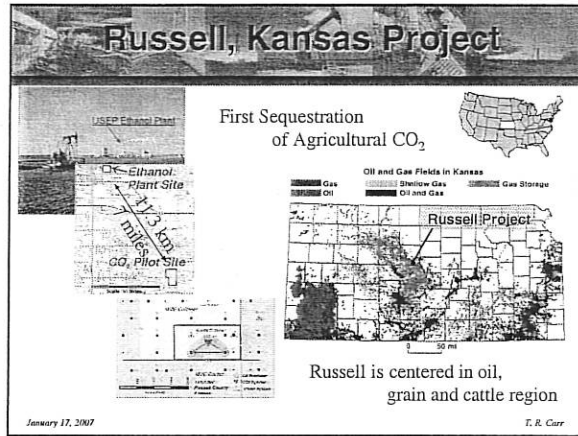 Russell, Kansas Project
USEP Ethanol Plant
First Sequestration
of Agricultural CO₂
Ethanol
Plant Site
11.3 km
miles
CO₂ Pilot Site
Oil and Gas Fields in Kansas
Gas
Shallow Gas
Gas Storage
Oil
Oil and Gas
Russell Project
0 50 mi
Russell is centered in oil,
grain and cattle region
January 17, 2007
T. R. Carr